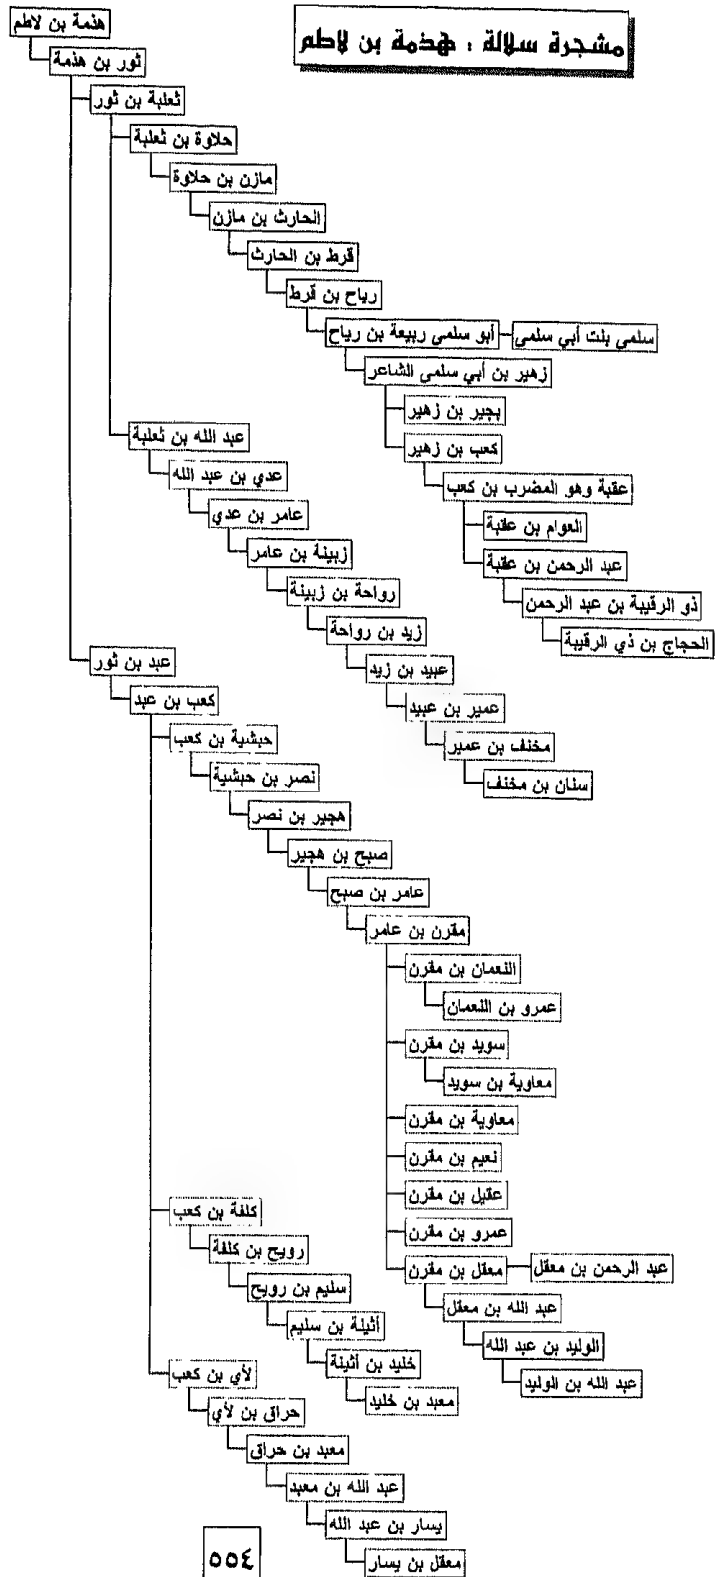 مشجرة سلالة : هذمة بن لاطم
هذمة بن لاطم
ثور بن هذمة
ثعلبة بن ثور
حلاوة بن ثعلبة
مازن بن حلاوة
الحارث بن مازن
قرط بن الحارث
رياح بن قرط
أبو سلمى ربيعة بن رياح
سلمى بنت أبي سلمى
زهير بن أبي سلمى الشاعر
بجير بن زهير
كعب بن زهير
عقبة وهو المضرب بن كعب
العوام بن عقبة
عبد الرحمن بن عقبة
ذو الرقيبة بن عبد الرحمن
الحجاج بن ذي الرقيبة
عبد الله بن ثعلبة
عدي بن عبد الله
عامر بن عدي
زبينة بن عامر
رواحة بن زبينة
زيد بن رواحة
عبيد بن زيد
عمير بن عبيد
مخنف بن عمير
سنان بن مخنف
عبد بن ثور
كعب بن عبد
حبشية بن كعب
نصر بن حبشية
هجير بن نصر
صبح بن هجير
عامر بن صبح
مقرن بن عامر
النعمان بن مقرن
عمرو بن النعمان
سويد بن مقرن
معاوية بن سويد
معاوية بن مقرن
نعيم بن مقرن
عقيل بن مقرن
عمرو بن مقرن
معقل بن مقرن
عبد الرحمن بن معقل
عبد الله بن معقل
الوليد بن عبد الله
عبد الله بن الوليد
كلفة بن كعب
رويح بن كلفة
سليم بن رويح
أثيلة بن سليم
خليد بن أثينة
معبد بن خليد
لأي بن كعب
حراق بن لأي
معبد بن حراق
عبد الله بن معبد
يسار بن عبد الله
معقل بن يسار
٥٥٤